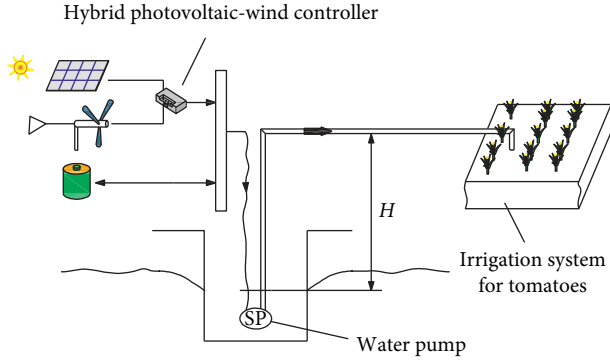 Hybrid photovoltaic-wind controller
H
Irrigation system
for tomatoes
SP
Water pump